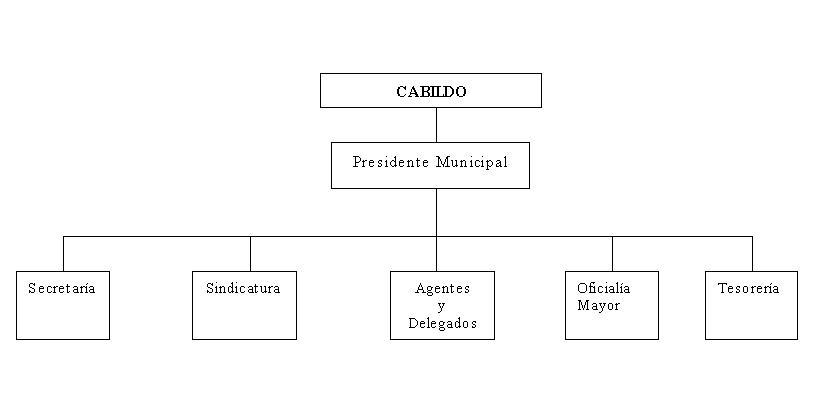 CABILDO
Presidente Municipal
Secretaría
Sindicatura
Agentes
y
Delegados
Oficialía
Mayor
Tesorería